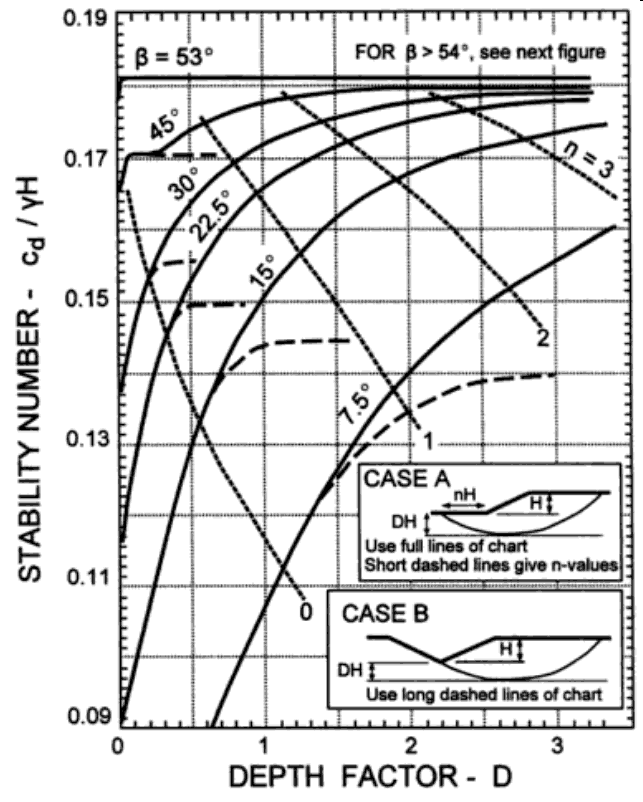 0.19
0.17
0.15
0.13
0.11
0.09
STABILITY NUMBER - c_d / γH
β = 53°
FOR β > 54°, see next figure
45°
30°
22.5°
15°
7.5°
n = 3
2
1
0
CASE A
nH
H
DH
Use full lines of chart
Short dashed lines give n-values
CASE B
H
DH
Use long dashed lines of chart
0
1
2
3
DEPTH FACTOR - D